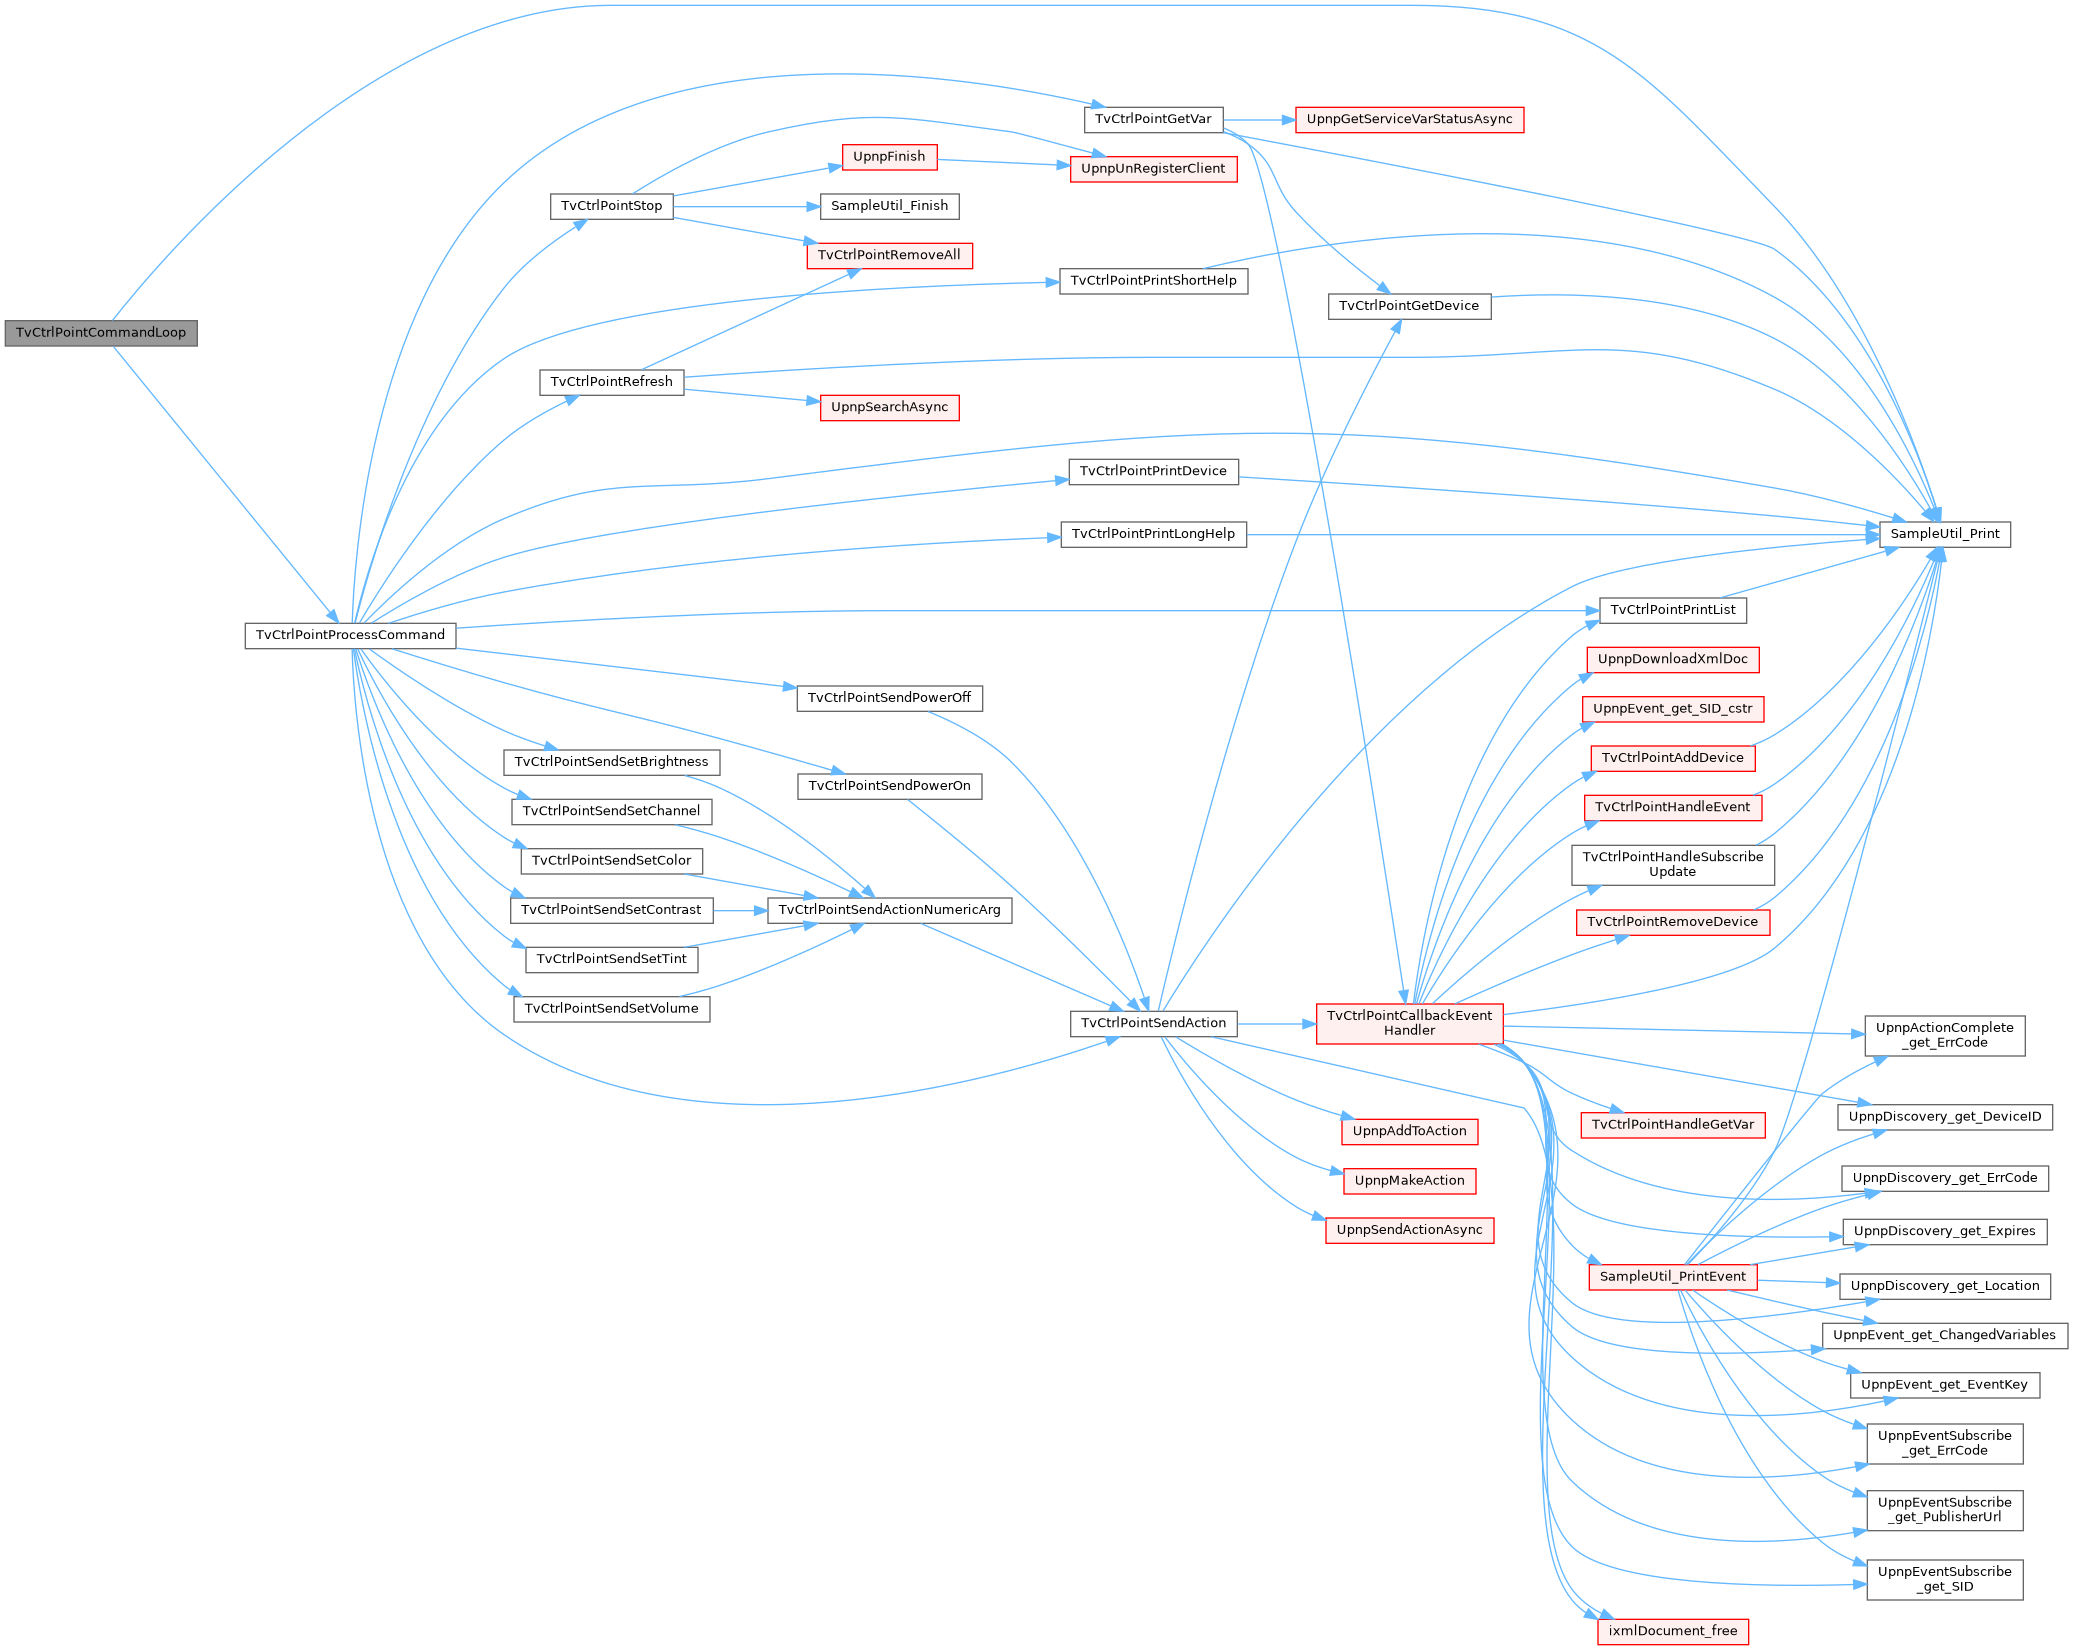 TvCtrlPointCommandLoop
TvCtrlPointProcessCommand
TvCtrlPointStop
TvCtrlPointRefresh
TvCtrlPointSendSetBrightness
TvCtrlPointSendSetChannel
TvCtrlPointSendSetColor
TvCtrlPointSendSetContrast
TvCtrlPointSendSetTint
TvCtrlPointSendSetVolume
UpnpFinish
SampleUtil_Finish
TvCtrlPointRemoveAll
UpnpSearchAsync
TvCtrlPointSendPowerOff
TvCtrlPointSendPowerOn
TvCtrlPointSendActionNumericArg
TvCtrlPointGetVar
UpnpUnRegisterClient
TvCtrlPointPrintShortHelp
TvCtrlPointPrintDevice
TvCtrlPointPrintLongHelp
TvCtrlPointSendAction
UpnpGetServiceVarStatusAsync
TvCtrlPointGetDevice
TvCtrlPointCallbackEvent
Handler
UpnpAddToAction
UpnpMakeAction
UpnpSendActionAsync
TvCtrlPointPrintList
UpnpDownloadXmlDoc
UpnpEvent_get_SID_cstr
TvCtrlPointAddDevice
TvCtrlPointHandleEvent
TvCtrlPointHandleSubscribe
Update
TvCtrlPointRemoveDevice
TvCtrlPointHandleGetVar
SampleUtil_PrintEvent
ixmlDocument_free
SampleUtil_Print
UpnpActionComplete
_get_ErrCode
UpnpDiscovery_get_DeviceID
UpnpDiscovery_get_ErrCode
UpnpDiscovery_get_Expires
UpnpDiscovery_get_Location
UpnpEvent_get_ChangedVariables
UpnpEvent_get_EventKey
UpnpEventSubscribe
_get_ErrCode
UpnpEventSubscribe
_get_PublisherUrl
UpnpEventSubscribe
_get_SID